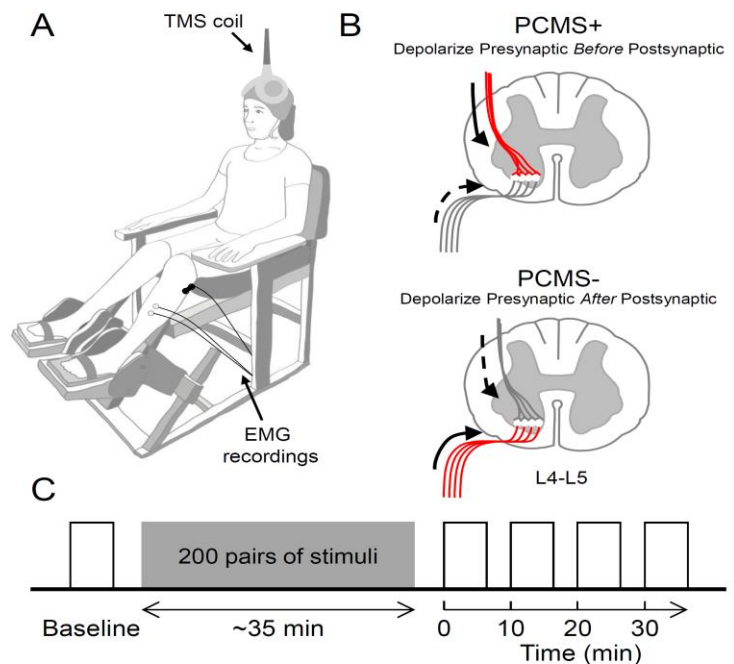 A
TMS coil
EMG
recordings
B
PCMS+
Depolarize Presynaptic Before Postsynaptic
PCMS-
Depolarize Presynaptic After Postsynaptic
L4-L5
C
200 pairs of stimuli
Baseline
~35 min
0 10 20 30
Time (min)